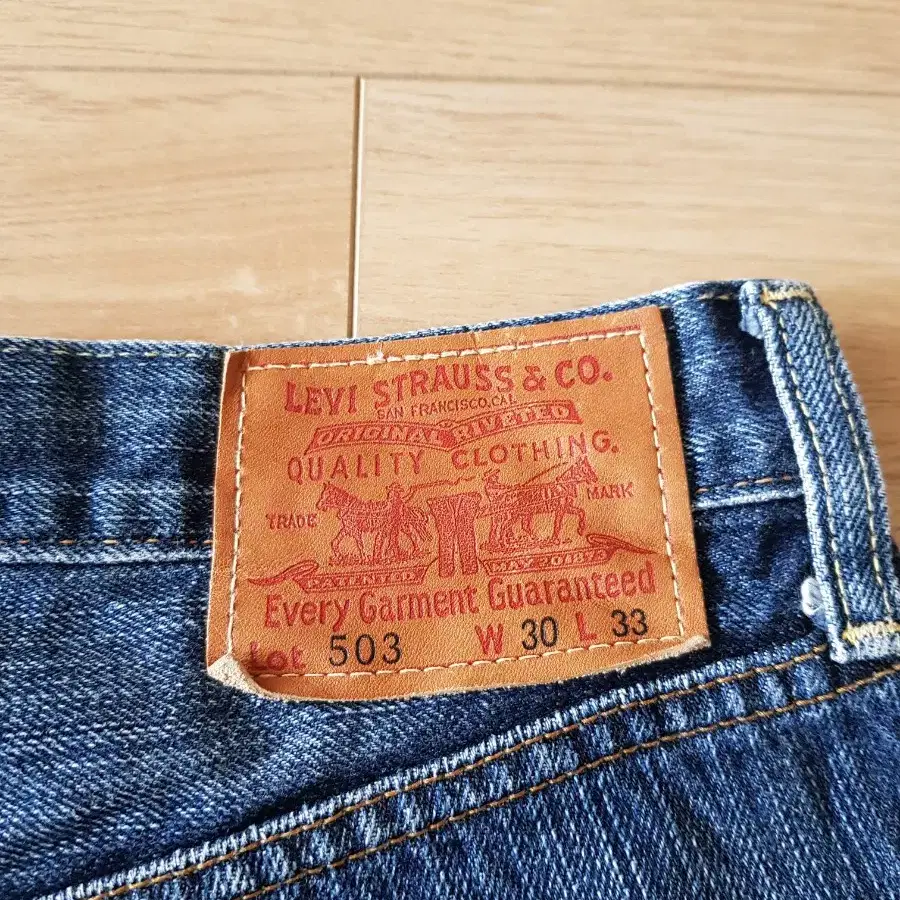 LEVI STRAUSS & CO.
SAN FRANCISCO, CAL
ORIGINAL RIVETED
QUALITY CLOTHING.
TRADE MARK
PATENTED MAY 20 1873
Every Garment Guaranteed
Lot 503 W 30 L 33